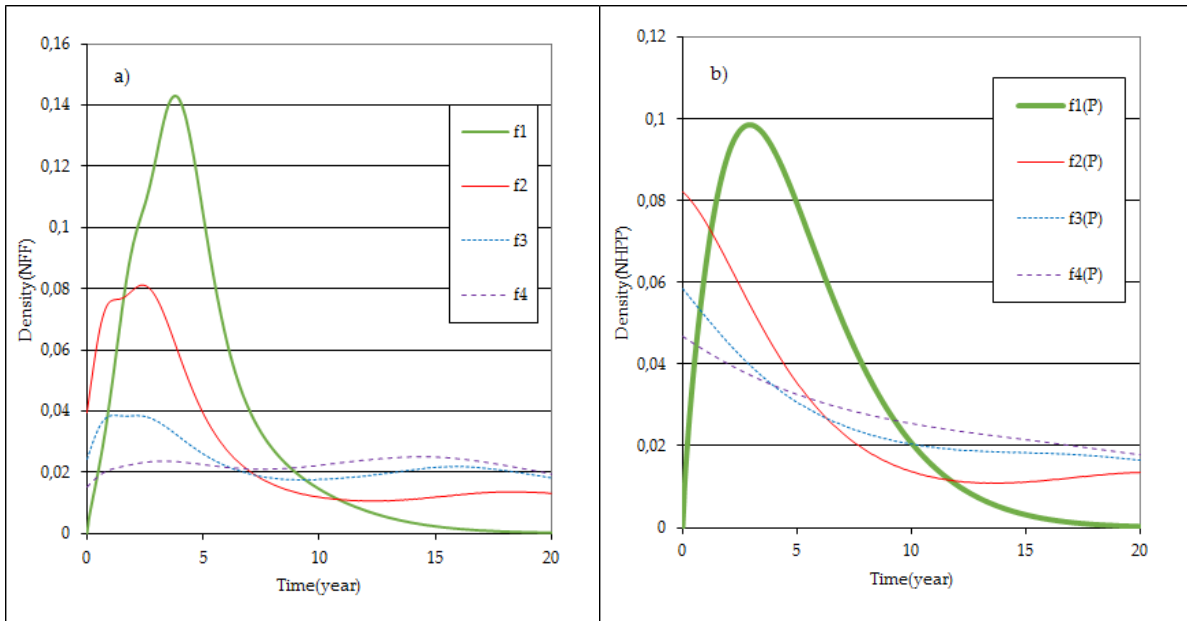 a)
Density(NFF)
0,16
0,14
0,12
0,1
0,08
0,06
0,04
0,02
0
0 5 10 15 20
Time(year)
f1
f2
f3
f4
b)
Density(NHPP)
0,12
0,1
0,08
0,06
0,04
0,02
0
0 5 10 15 20
Time(year)
f1(P)
f2(P)
f3(P)
f4(P)